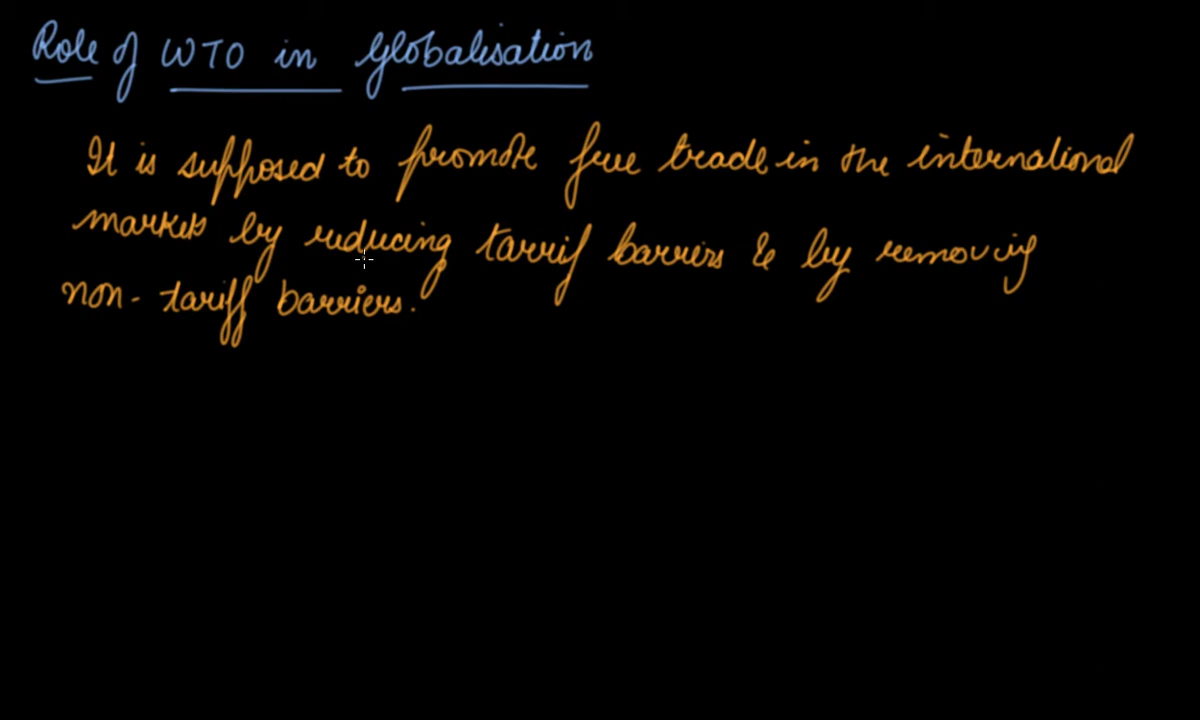 Role of WTO in Globalisation
It is supposed to promote free trade in the international
markets by reducing tarrif barriers & by removing
non-tariff barriers.